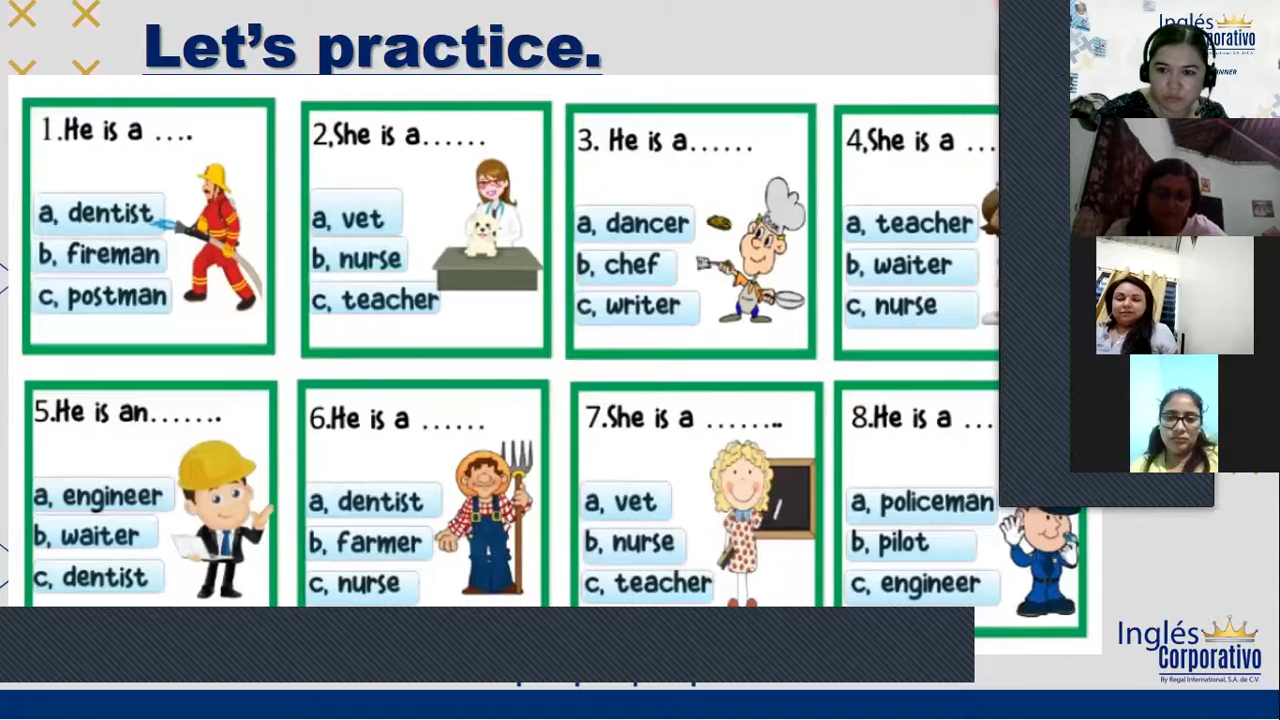 Let's practice.
1.He is a ....
a, dentist
b, fireman
c, postman
2,She is a......
a, vet
b, nurse
c, teacher
3. He is a......
a, dancer
b, chef
c, writer
4,She is a ...
a, teacher
b, waiter
c, nurse
5.He is an.......
a, engineer
b, waiter
c, dentist
6.He is a ......
a, dentist
b, farmer
c, nurse
7.She is a ........
a, vet
b, nurse
c, teacher
8.He is a ...
a, policeman
b, pilot
c, engineer
Inglés
Corporativo
By Regal International, S.A. de C.V.
Inglés